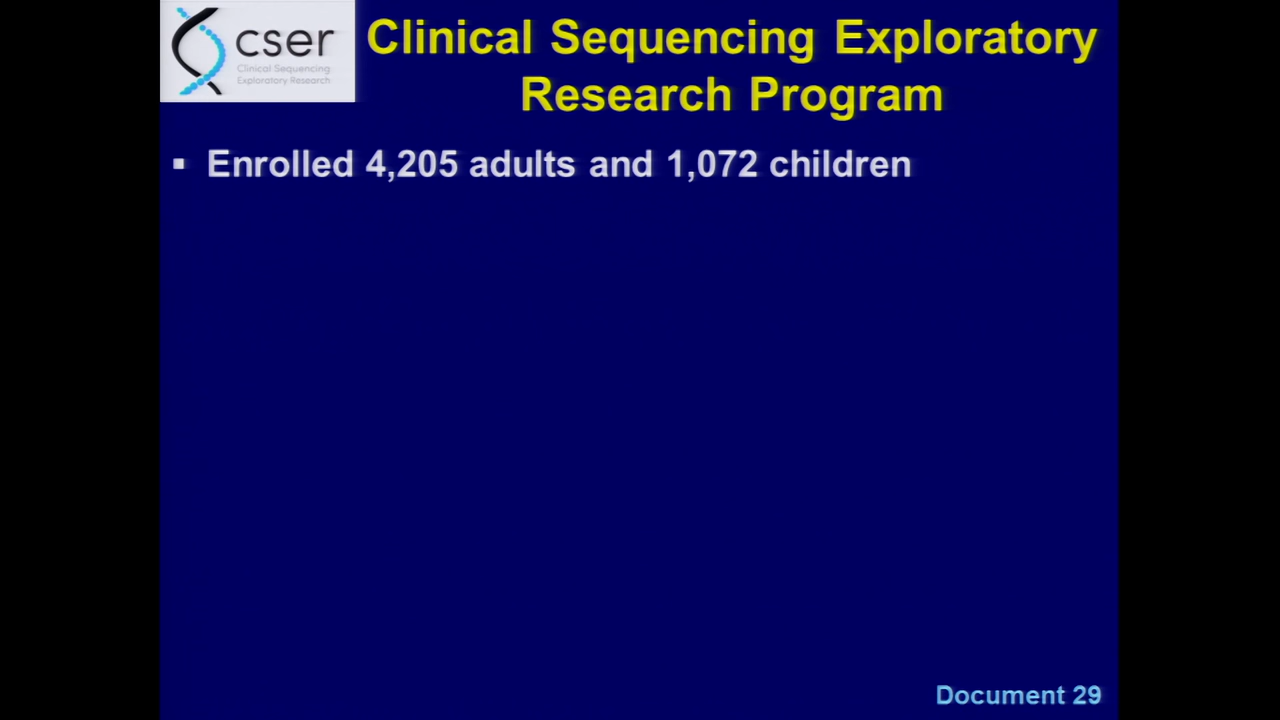 cser
Clinical Sequencing
Exploratory Research
Clinical Sequencing Exploratory
Research Program
▪ Enrolled 4,205 adults and 1,072 children
Document 29